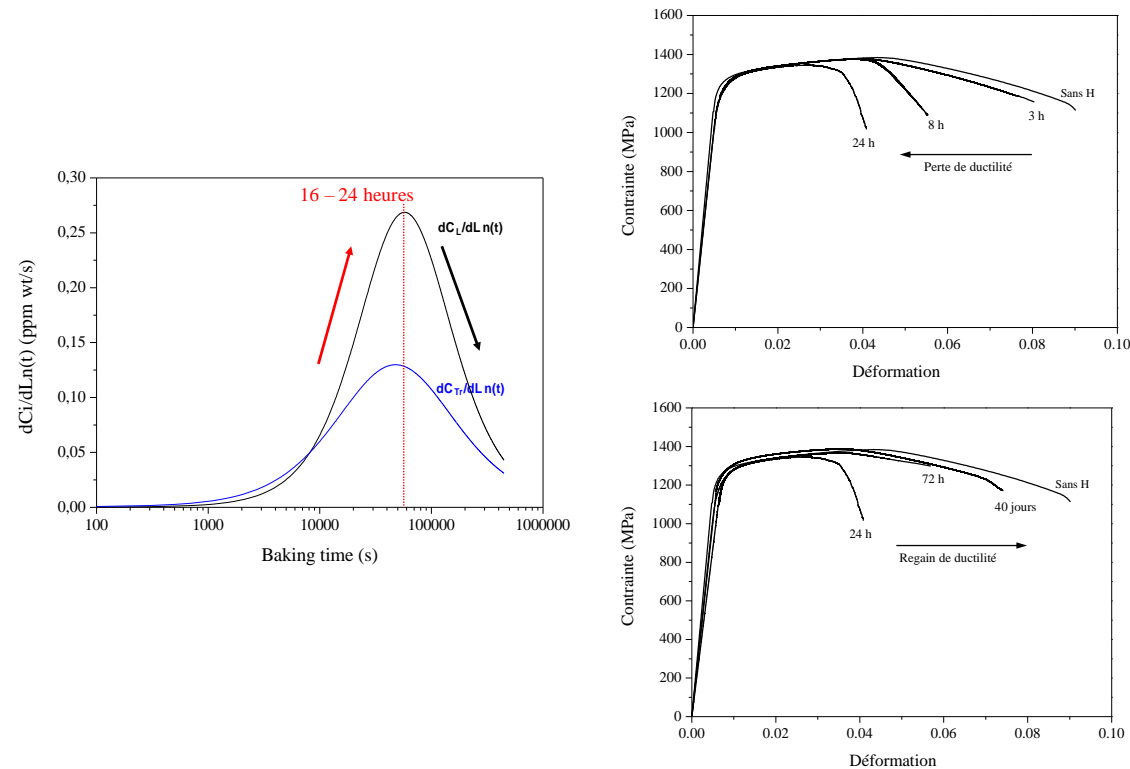 0,30
0,25
0,20
0,15
0,10
0,05
0,00
dCi/dLn(t) (ppm wt/s)
16 – 24 heures
dC_L/dLn(t)
dC_Tr/dLn(t)
100
1000
10000
100000
1000000
Baking time (s)
1600
1400
1200
1000
800
600
400
200
0
Contrainte (MPa)
Sans H
3 h
8 h
24 h
Perte de ductilité
0.00
0.02
0.04
0.06
0.08
0.10
Déformation
1600
1400
1200
1000
800
600
400
200
0
Contrainte (MPa)
72 h
Sans H
40 jours
24 h
Regain de ductilité
0.00
0.02
0.04
0.06
0.08
0.10
Déformation